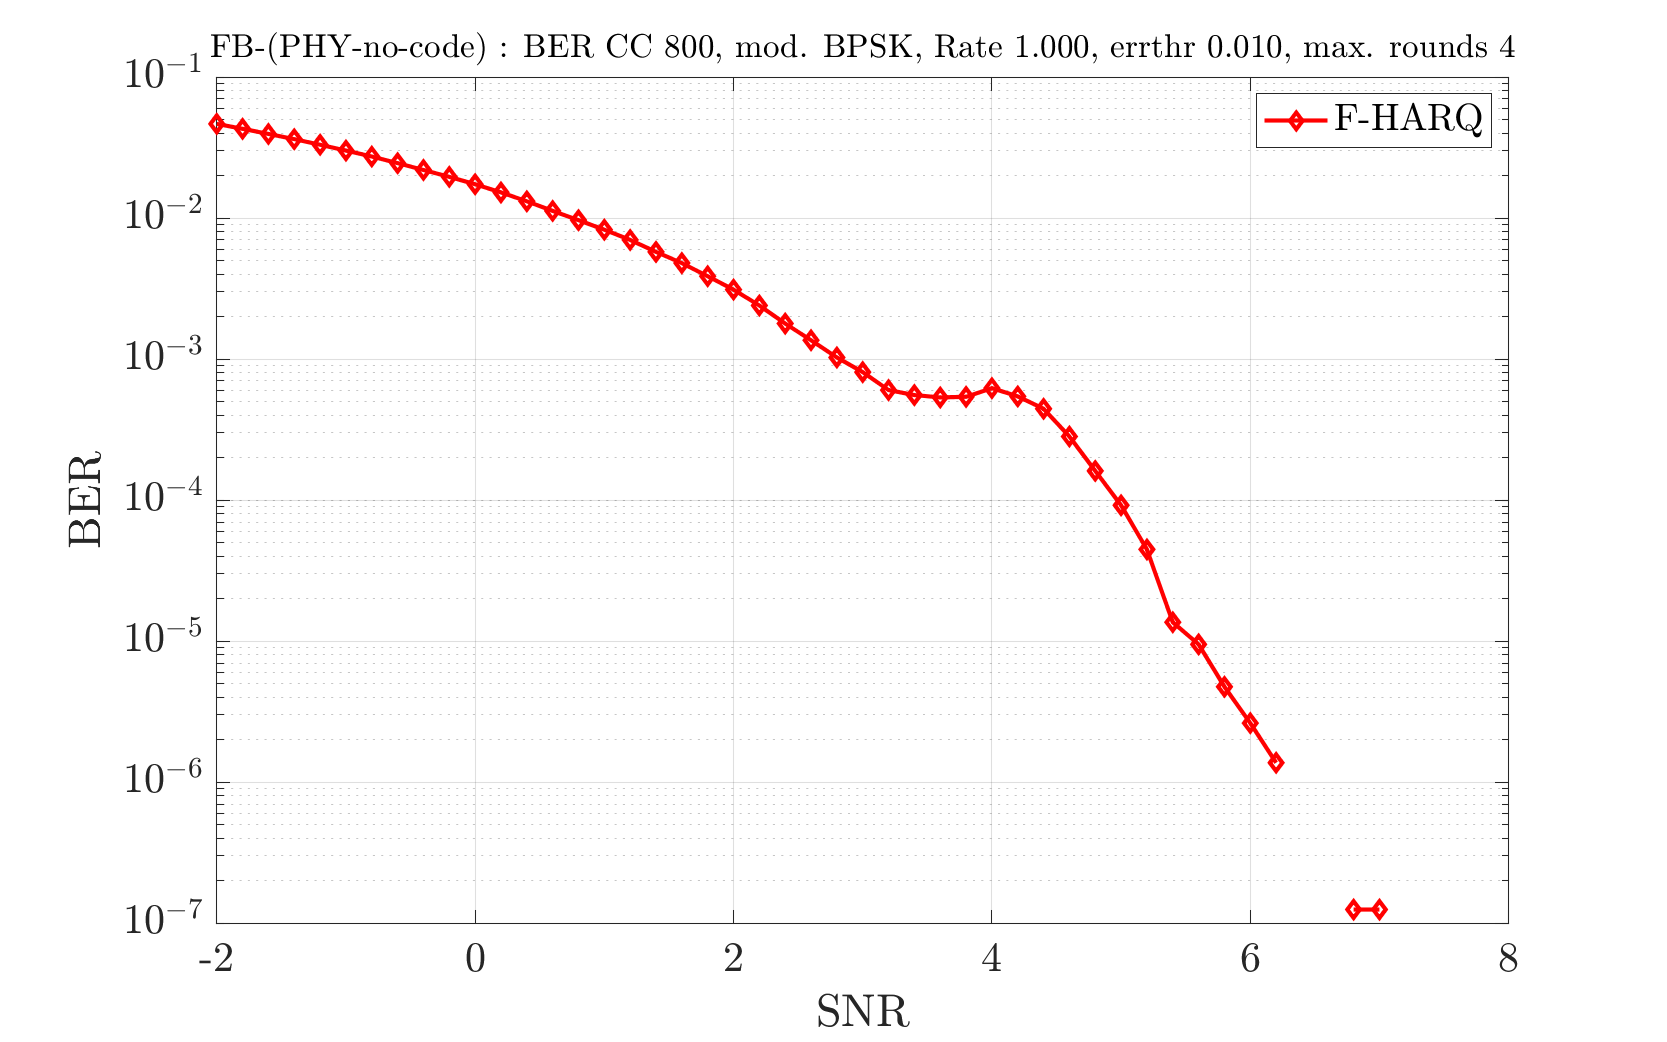 FB-(PHY-no-code) : BER CC 800, mod. BPSK, Rate 1.000, errthr 0.010, max. rounds 4
F-HARQ
10^{-1}
10^{-2}
10^{-3}
10^{-4}
10^{-5}
10^{-6}
10^{-7}
BER
-2 0 2 4 6 8
SNR